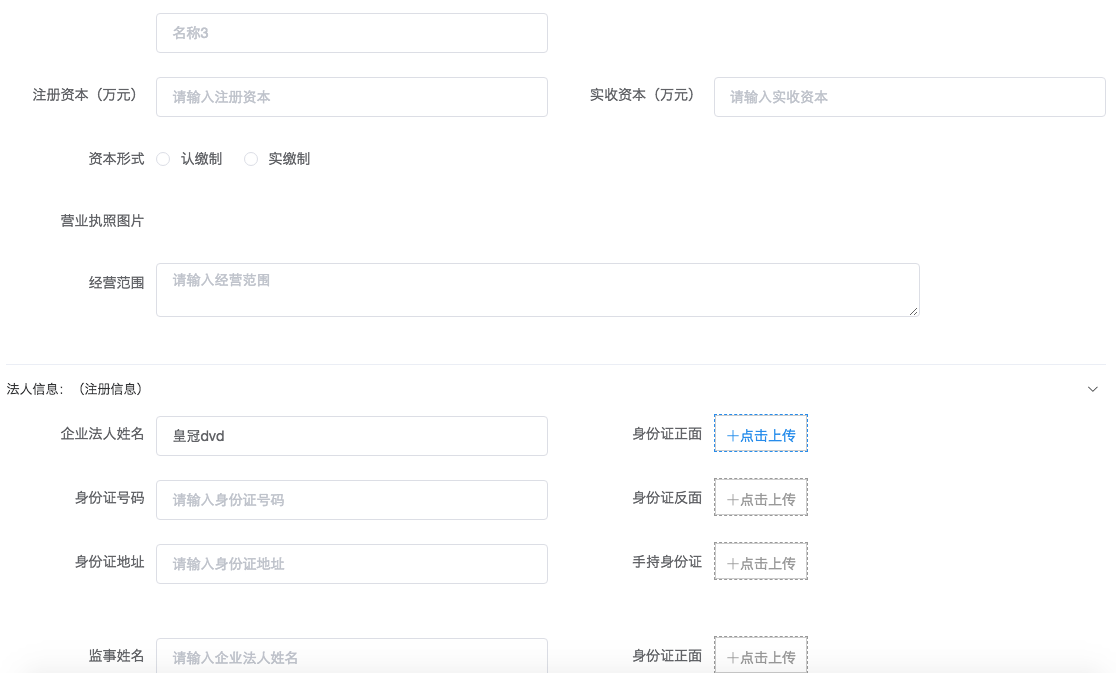 名称3
注册资本（万元） 请输入注册资本 实收资本（万元） 请输入实收资本
资本形式 认缴制 实缴制
营业执照图片
经营范围 请输入经营范围
法人信息：（注册信息）
企业法人姓名 皇冠dvd 身份证正面 +点击上传
身份证号码 请输入身份证号码 身份证反面 +点击上传
身份证地址 请输入身份证地址 手持身份证 +点击上传
监事姓名 请输入企业法人姓名 身份证正面 +点击上传